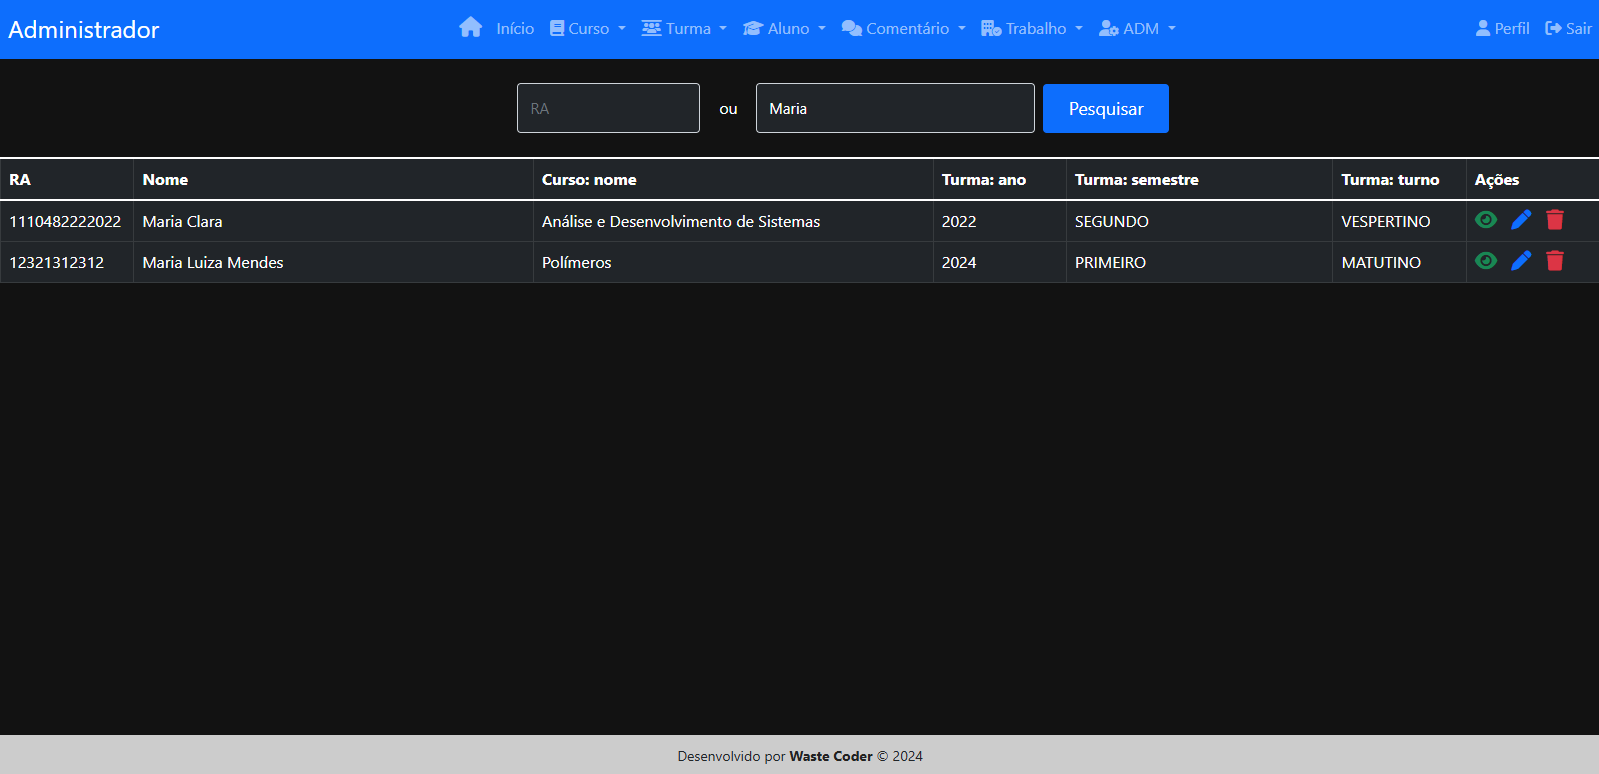 Administrador Início Curso Turma Aluno Comentário Trabalho ADM Perfil Sair
RA ou Maria Pesquisar
RA Nome Curso: nome Turma: ano Turma: semestre Turma: turno Ações
1110482222022 Maria Clara Análise e Desenvolvimento de Sistemas 2022 SEGUNDO VESPERTINO
12321312312 Maria Luiza Mendes Polímeros 2024 PRIMEIRO MATUTINO
Desenvolvido por Waste Coder © 2024